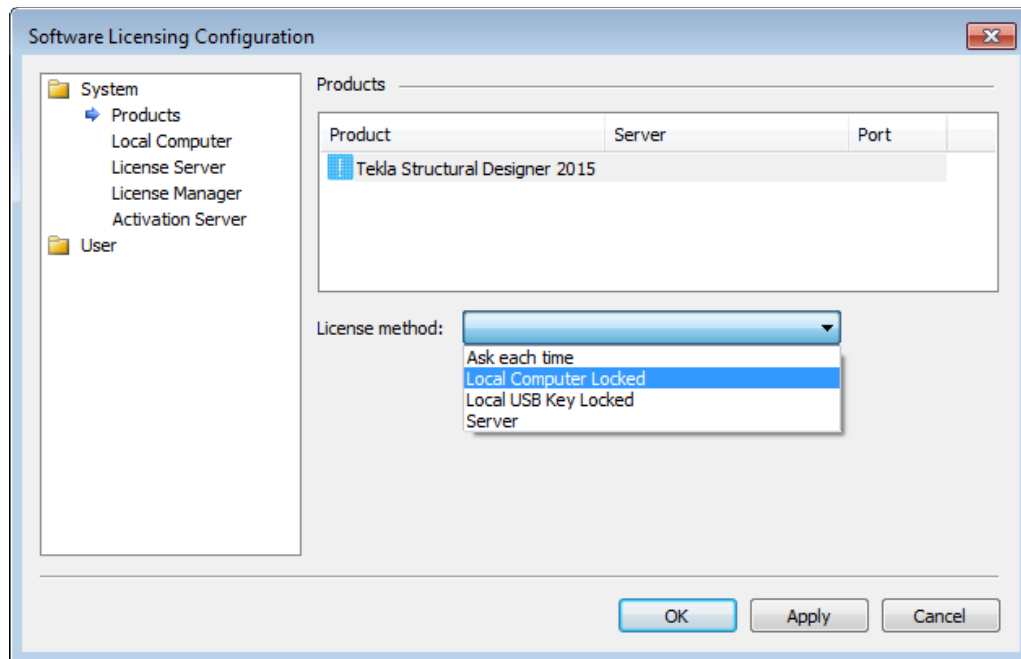 Software Licensing Configuration
System
Products
Local Computer
License Server
License Manager
Activation Server
User
Products
Product Server Port
Tekla Structural Designer 2015
License method:
Ask each time
Local Computer Locked
Local USB Key Locked
Server
OK Apply Cancel